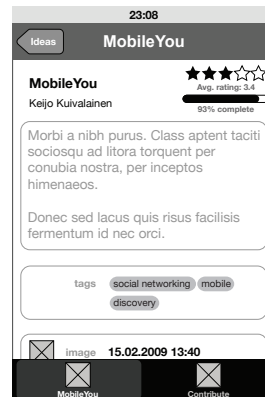 23:08
Ideas
MobileYou
MobileYou
Avg. rating: 3.4
Keijo Kuivalainen
93% complete
Morbi a nibh purus. Class aptent taciti
sociosqu ad litora torquent per
conubia nostra, per inceptos
himenaeos.
Donec sed lacus quis risus facilisis
fermentum id nec orci.
tags social networking mobile
discovery
image 15.02.2009 13:40
MobileYou Contribute